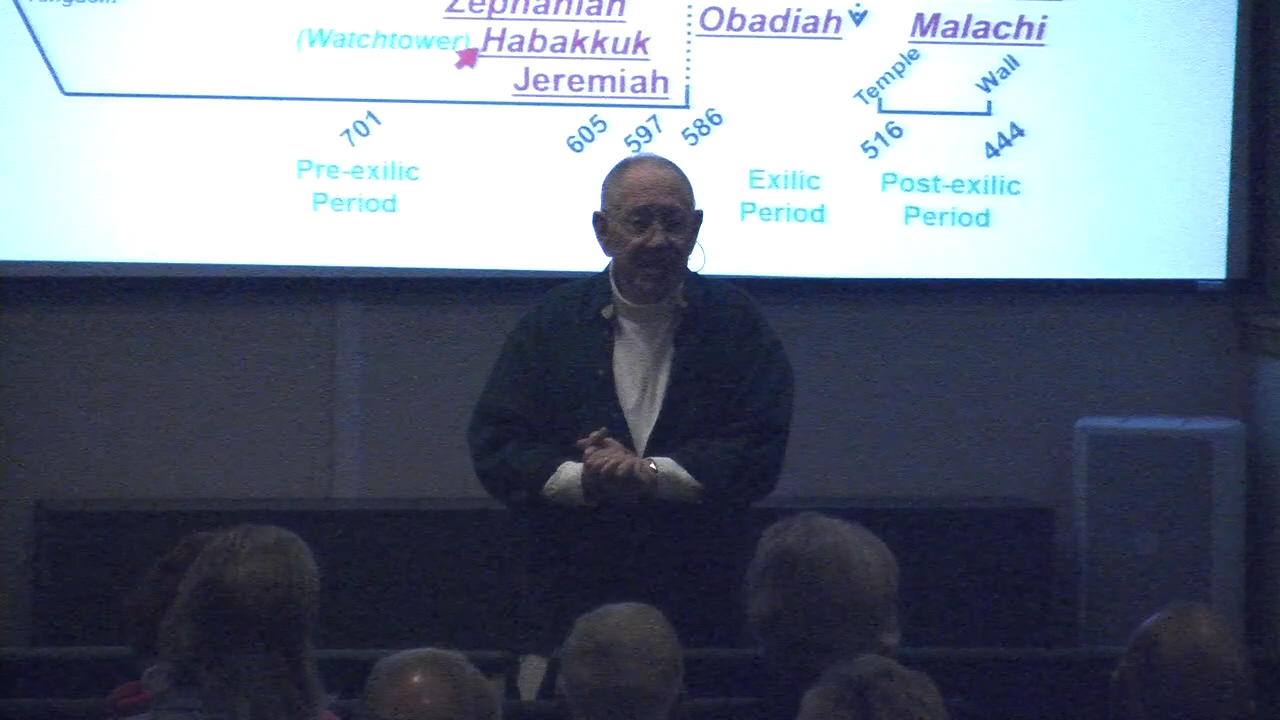 Zephaniah
(Watchtower) Habakkuk
Jeremiah
Obadiah
Malachi
Temple
Wall
701
605
597
586
516
444
Pre-exilic
Period
Exilic
Period
Post-exilic
Period